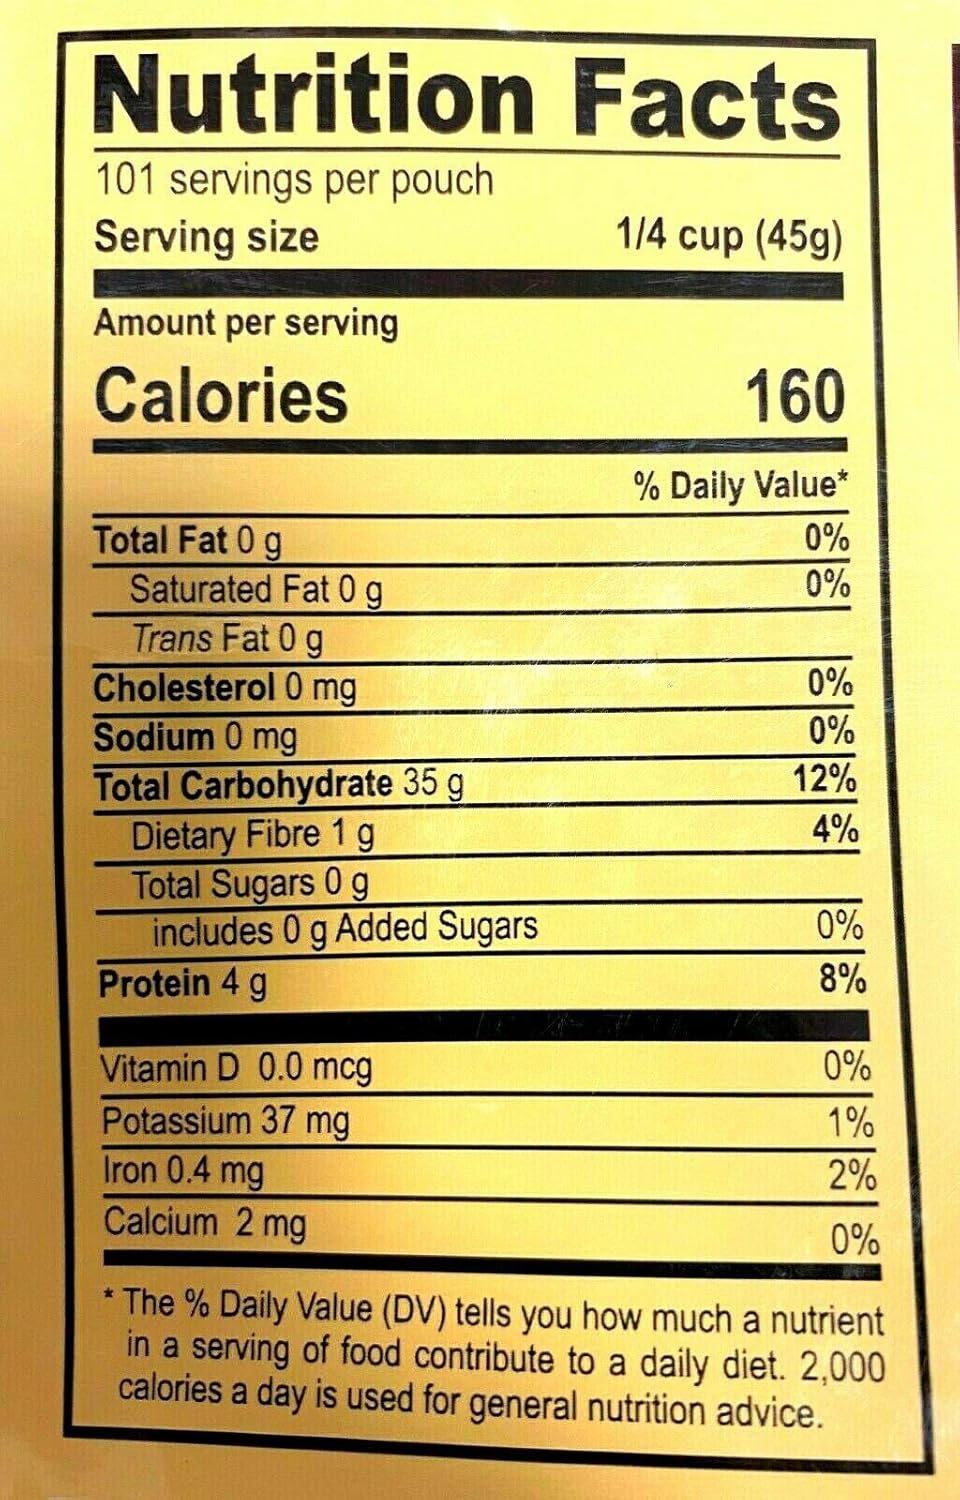 Nutrition Facts
101 servings per pouch
Serving size 1/4 cup (45g)
Amount per serving
Calories 160
% Daily Value*
Total Fat 0 g 0%
Saturated Fat 0 g 0%
Trans Fat 0 g
Cholesterol 0 mg 0%
Sodium 0 mg 0%
Total Carbohydrate 35 g 12%
Dietary Fibre 1 g 4%
Total Sugars 0 g
includes 0 g Added Sugars 0%
Protein 4 g 8%
Vitamin D 0.0 mcg 0%
Potassium 37 mg 1%
Iron 0.4 mg 2%
Calcium 2 mg 0%
* The % Daily Value (DV) tells you how much a nutrient
in a serving of food contribute to a daily diet. 2,000
calories a day is used for general nutrition advice.